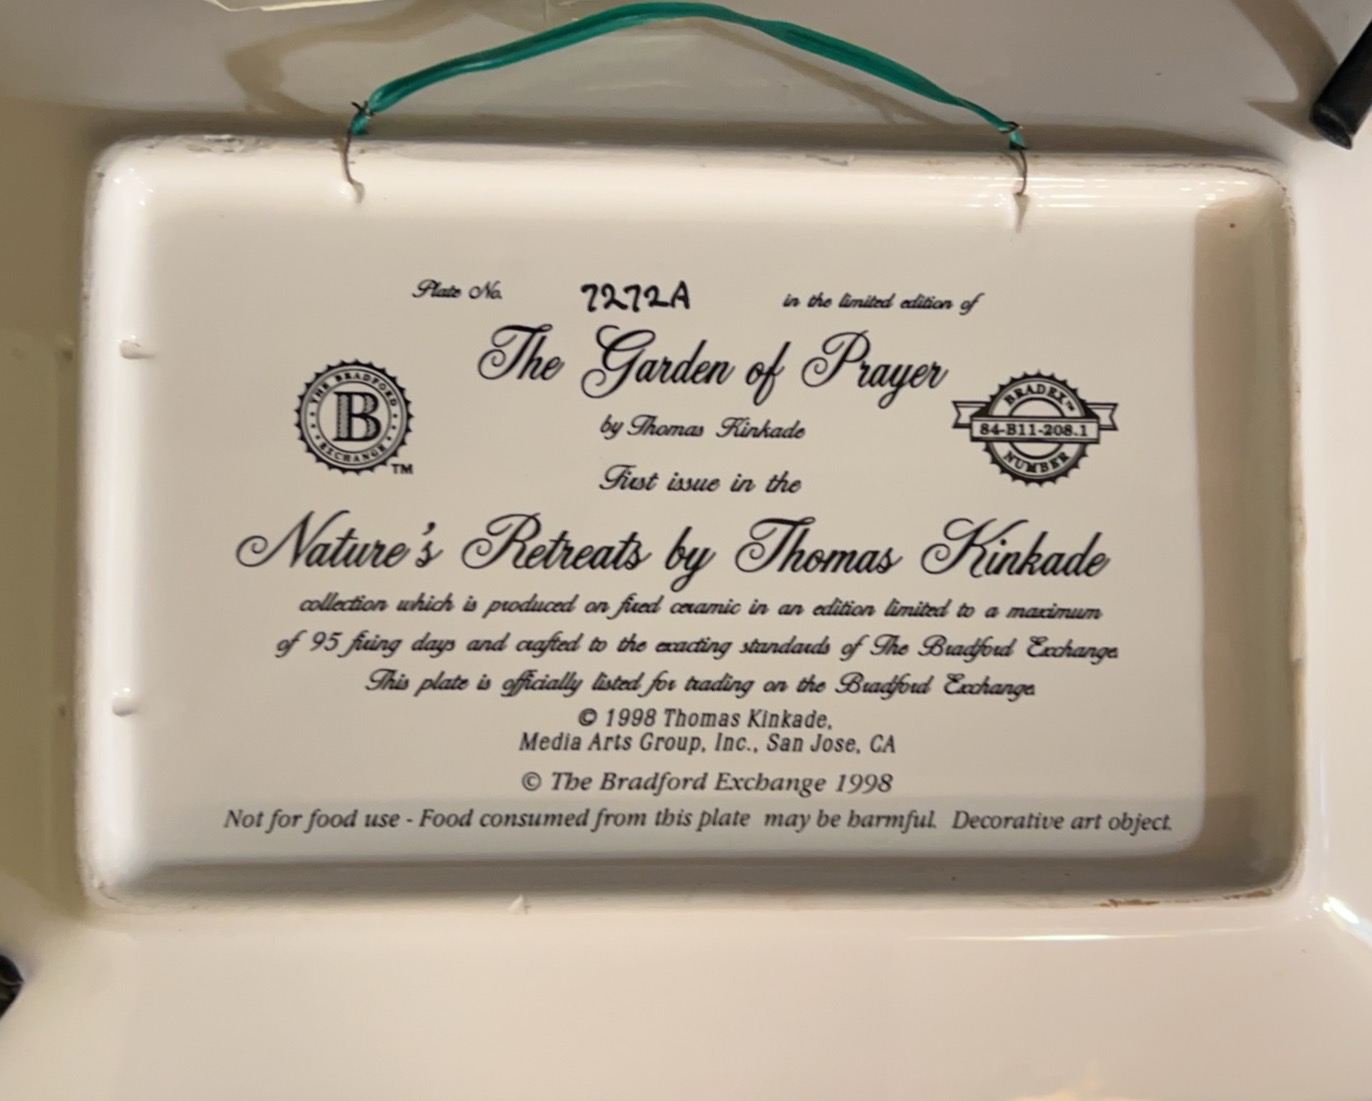 Plate No. 7272A in the limited edition of
The Garden of Prayer
by Thomas Kinkade
First issue in the
THE BRADFORD EXCHANGE
B
TM
BRADEX™
84-B11-208.1
NUMBER
Nature's Retreats by Thomas Kinkade
collection which is produced on fired ceramic in an edition limited to a maximum
of 95 firing days and crafted to the exacting standards of The Bradford Exchange.
This plate is officially listed for trading on the Bradford Exchange.
© 1998 Thomas Kinkade,
Media Arts Group, Inc., San Jose, CA
© The Bradford Exchange 1998
Not for food use - Food consumed from this plate may be harmful. Decorative art object.